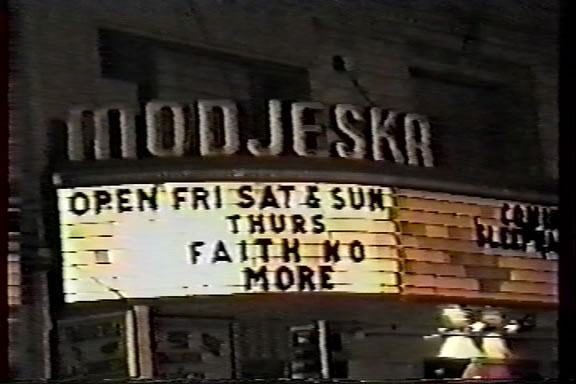 MODJESKA
OPEN FRI SAT & SUN
THURS
FAITH NO
MORE